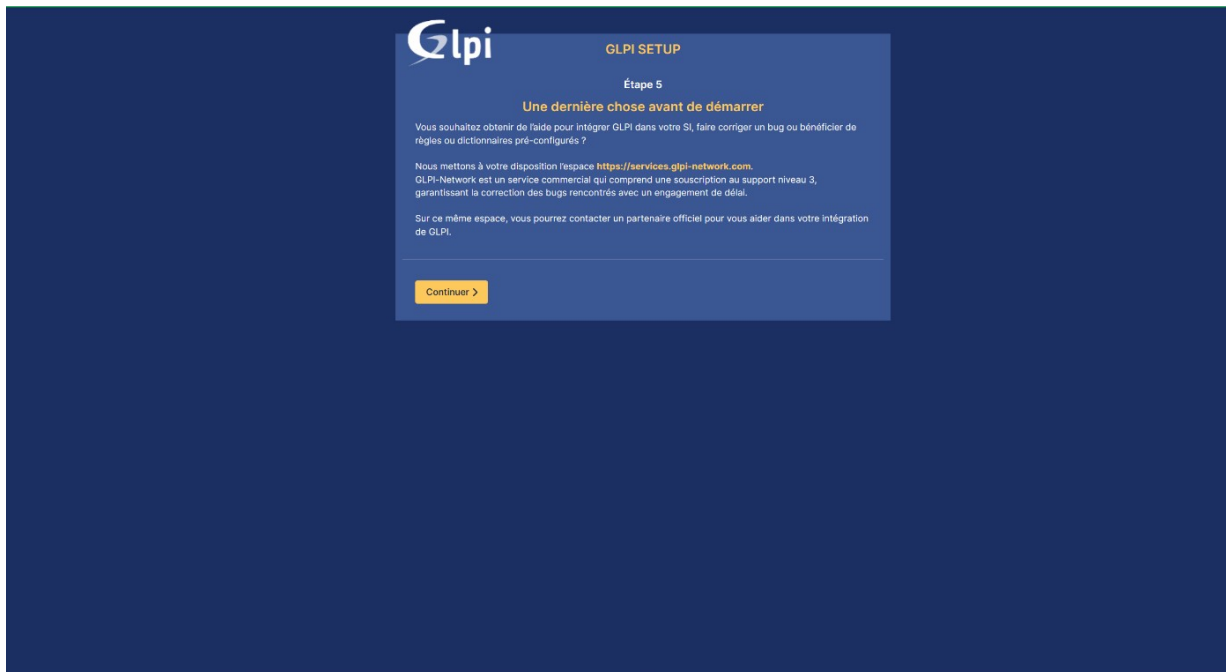 Glpi
GLPI SETUP
Étape 5
Une dernière chose avant de démarrer
Vous souhaitez obtenir de l'aide pour intégrer GLPI dans votre SI, faire corriger un bug ou bénéficier de
règles ou dictionnaires pré-configurés ?
Nous mettons à votre disposition l'espace https://services.glpi-network.com.
GLPI-Network est un service commercial qui comprend une souscription au support niveau 3,
garantissant la correction des bugs rencontrés avec un engagement de délai.
Sur ce même espace, vous pourrez contacter un partenaire officiel pour vous aider dans votre intégration
de GLPI.
Continuer >